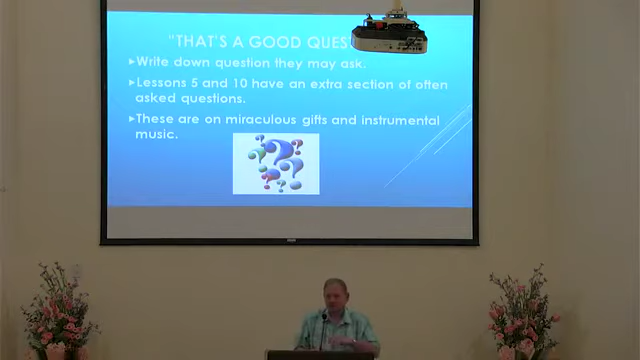 "THAT'S A GOOD QUES
▸Write down question they may ask.
▸Lessons 5 and 10 have an extra section of often
asked questions.
▸These are on miraculous gifts and instrumental
music.